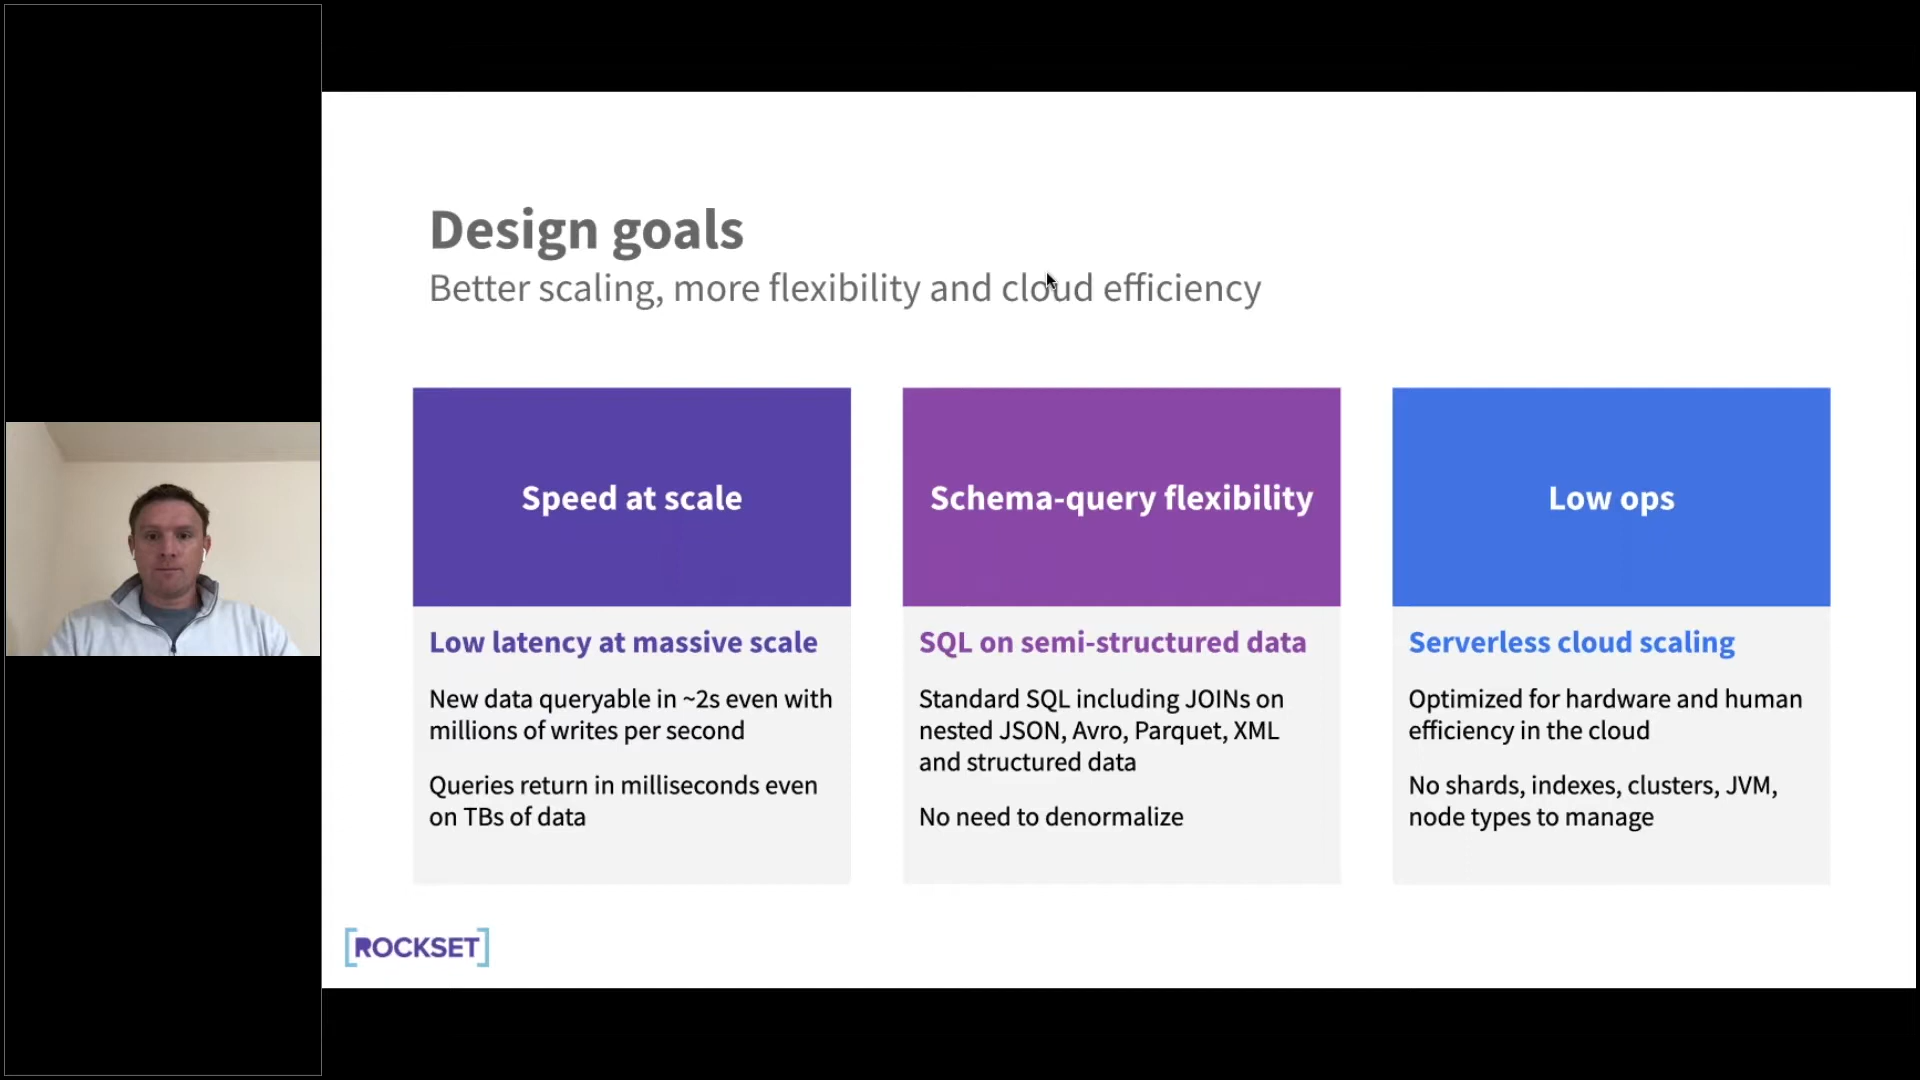 Design goals
Better scaling, more flexibility and cloud efficiency
Speed at scale
Low latency at massive scale
New data queryable in ~2s even with
millions of writes per second
Queries return in milliseconds even
on TBs of data
Schema-query flexibility
SQL on semi-structured data
Standard SQL including JOINs on
nested JSON, Avro, Parquet, XML
and structured data
No need to denormalize
Low ops
Serverless cloud scaling
Optimized for hardware and human
efficiency in the cloud
No shards, indexes, clusters, JVM,
node types to manage
[ROCKSET]